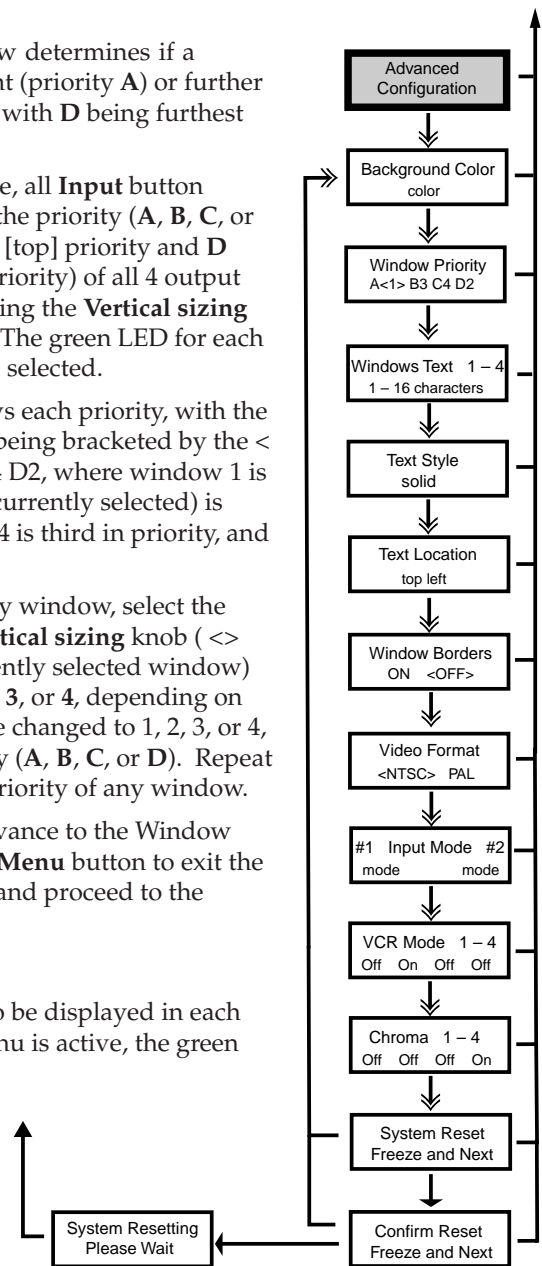 w determines if a
nt (priority A) or further
with D being furthest
e, all Input button
the priority (A, B, C, or
[top] priority and D
riority) of all 4 output
ing the Vertical sizing
The green LED for each
selected.
ws each priority, with the
being bracketed by the <
4 D2, where window 1 is
currently selected) is
4 is third in priority, and
y window, select the
tical sizing knob ( <>
ently selected window)
3, or 4, depending on
e changed to 1, 2, 3, or 4,
y (A, B, C, or D). Repeat
riority of any window.
vance to the Window
Menu button to exit the
and proceed to the
o be displayed in each
nu is active, the green
Advanced
Configuration
Background Color
color
Window Priority
A<1> B3 C4 D2
Windows Text 1 – 4
1 – 16 characters
Text Style
solid
Text Location
top left
Window Borders
ON <OFF>
Video Format
<NTSC> PAL
#1 Input Mode #2
mode mode
VCR Mode 1 – 4
Off On Off Off
Chroma 1 – 4
Off Off Off On
System Reset
Freeze and Next
Confirm Reset
Freeze and Next
System Resetting
Please Wait